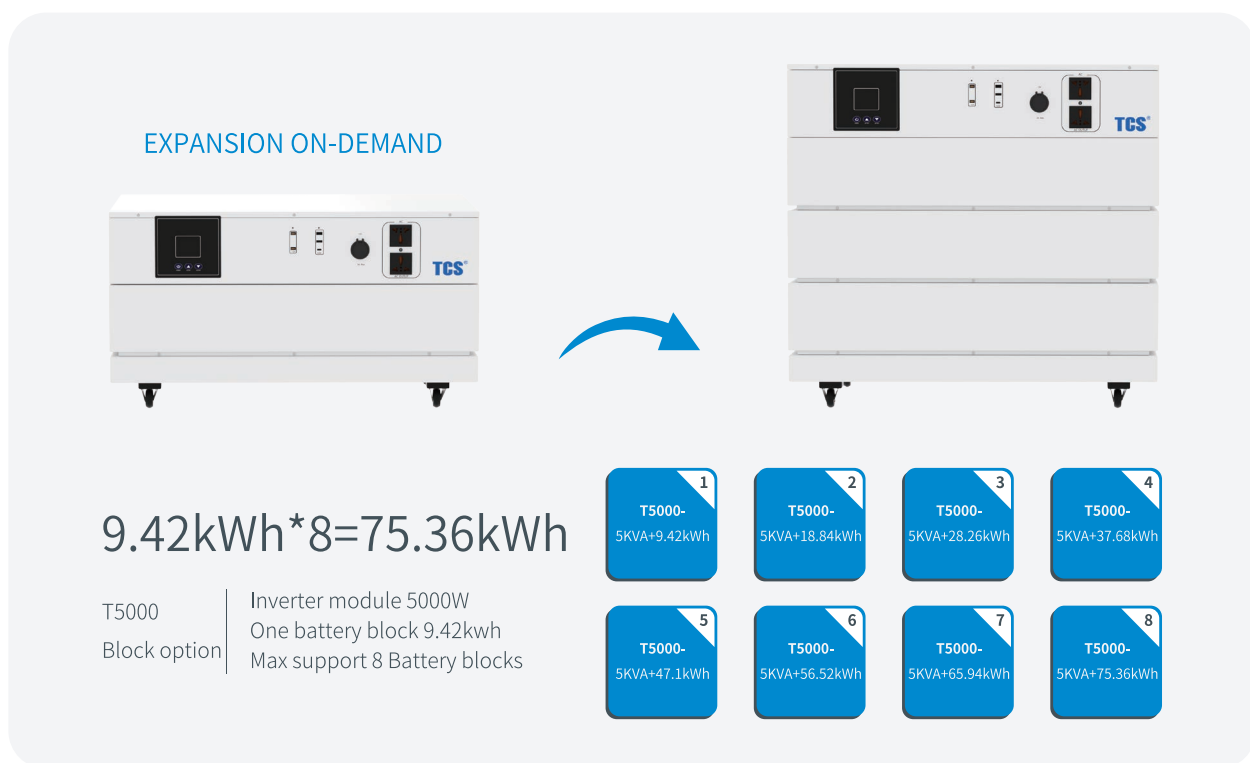 EXPANSION ON-DEMAND
TCS®
TCS®
9.42kWh*8=75.36kWh
T5000
Block option
Inverter module 5000W
One battery block 9.42kwh
Max support 8 Battery blocks
1
T5000-
5KVA+9.42kWh
2
T5000-
5KVA+18.84kWh
3
T5000-
5KVA+28.26kWh
4
T5000-
5KVA+37.68kWh
5
T5000-
5KVA+47.1kWh
6
T5000-
5KVA+56.52kWh
7
T5000-
5KVA+65.94kWh
8
T5000-
5KVA+75.36kWh